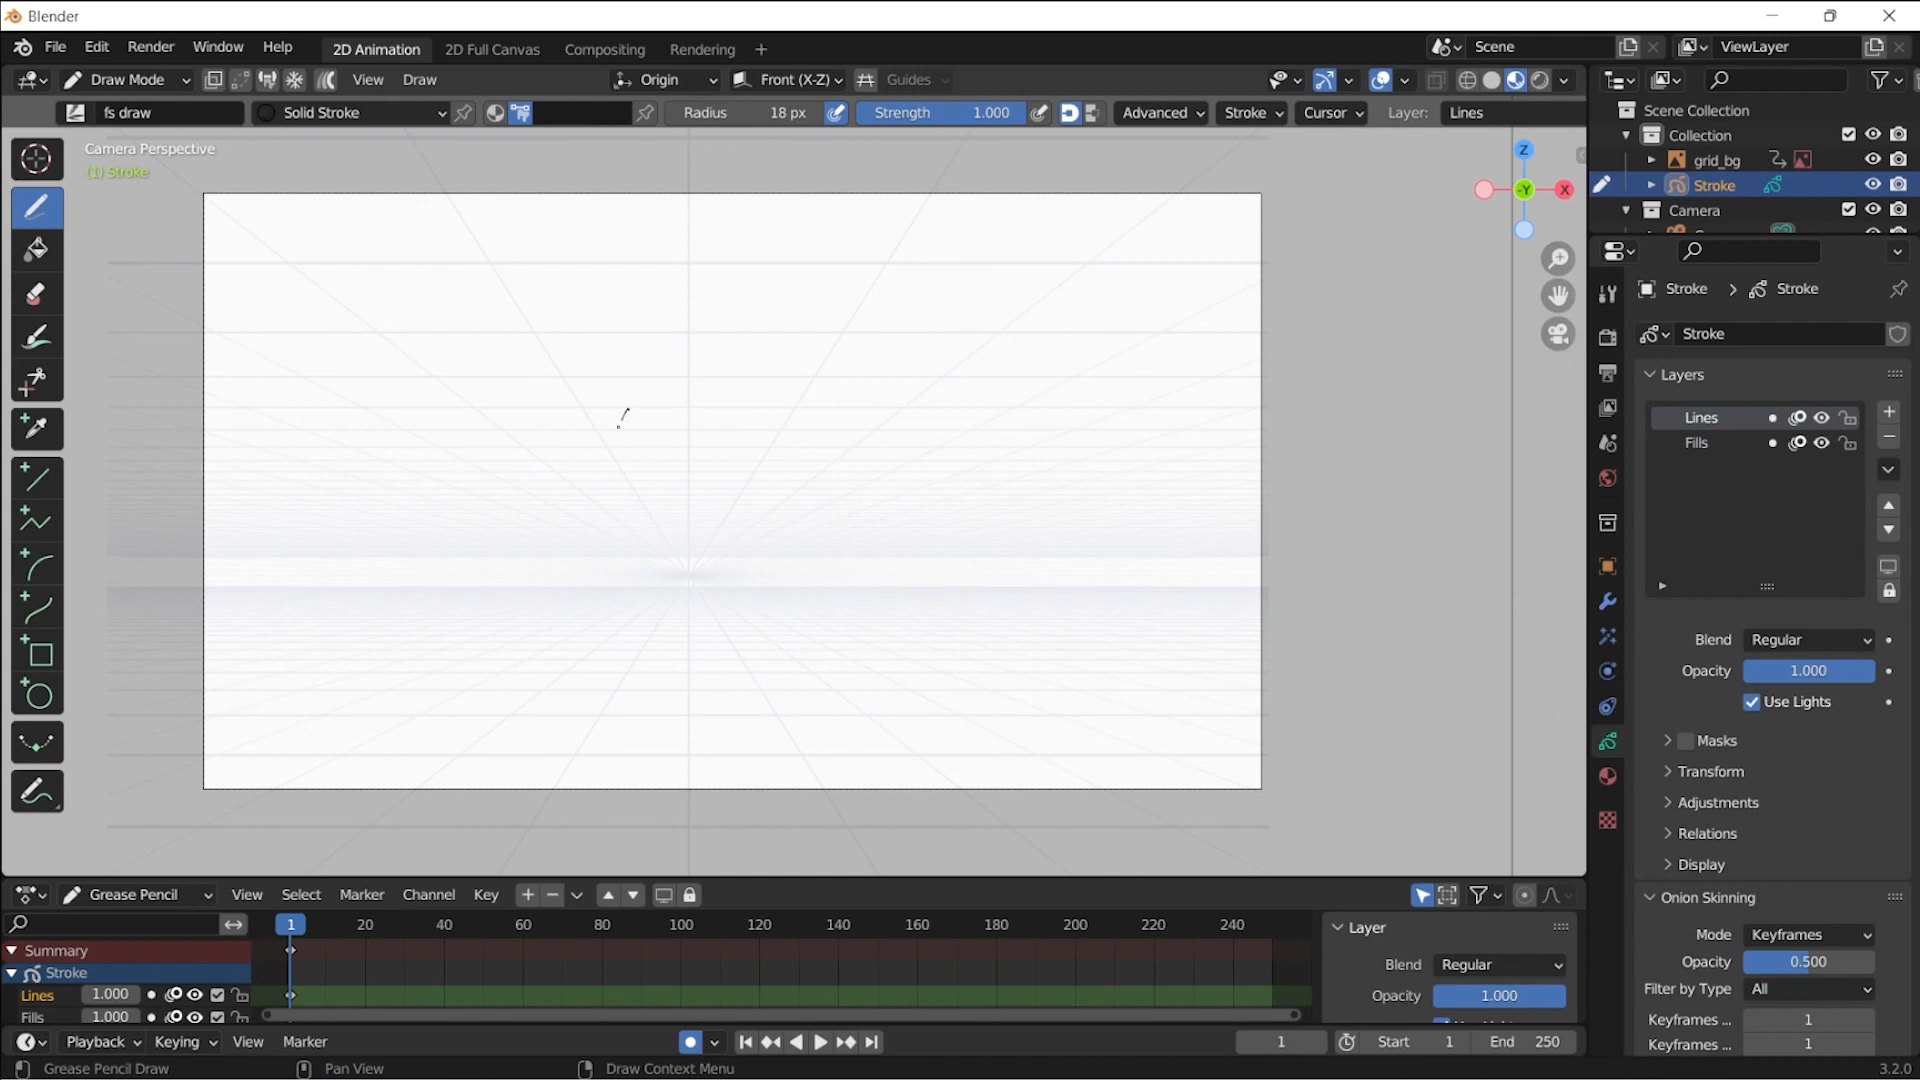 Blender
File Edit Render Window Help 2D Animation 2D Full Canvas Compositing Rendering + Scene ViewLayer
Draw Mode View Draw Origin Front (X-Z) Guides
fs draw Solid Stroke Radius 18 px Strength 1.000 Advanced Stroke Cursor Layer: Lines
Scene Collection
Collection
grid_bg
Stroke
Camera
Camera Perspective
(1) Stroke
Z
-Y X
Stroke > Stroke
Stroke
Layers
Lines
Fills
Blend Regular
Opacity 1.000
Use Lights
Masks
Transform
Adjustments
Relations
Display
Onion Skinning
Mode Keyframes
Opacity 0.500
Filter by Type All
Keyframes ... 1
Keyframes ... 1
Grease Pencil View Select Marker Channel Key
1 20 40 60 80 100 120 140 160 180 200 220 240
Summary
Stroke
Lines 1.000
Fills 1.000
Layer
Blend Regular
Opacity 1.000
Playback Keying View Marker 1 Start 1 End 250
Grease Pencil Draw Pan View Draw Context Menu 3.2.0